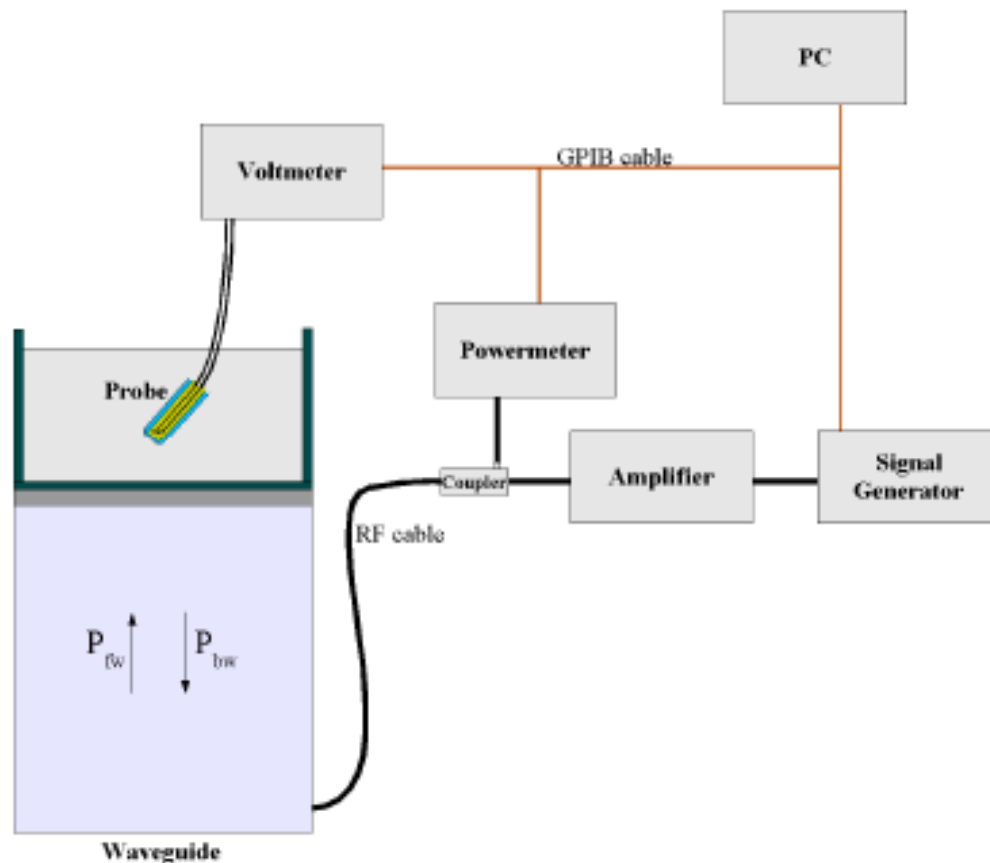 PC
Voltmeter
GPIB cable
Powermeter
Probe
Coupler
Amplifier
Signal
Generator
RF cable
P fw
P bw
Waveguide